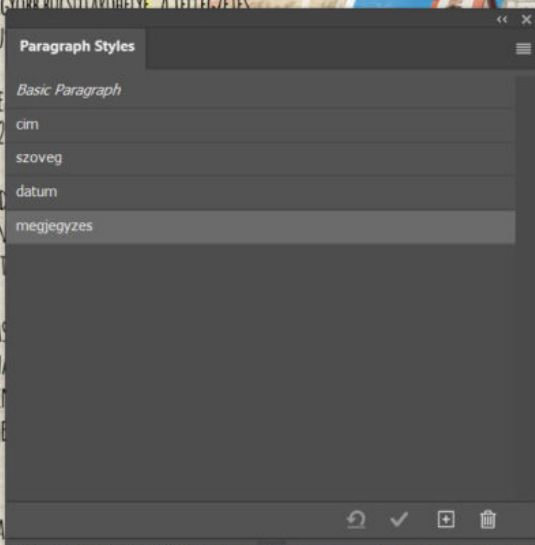 Paragraph Styles
Basic Paragraph
cim
szoveg
datum
megjegyzes